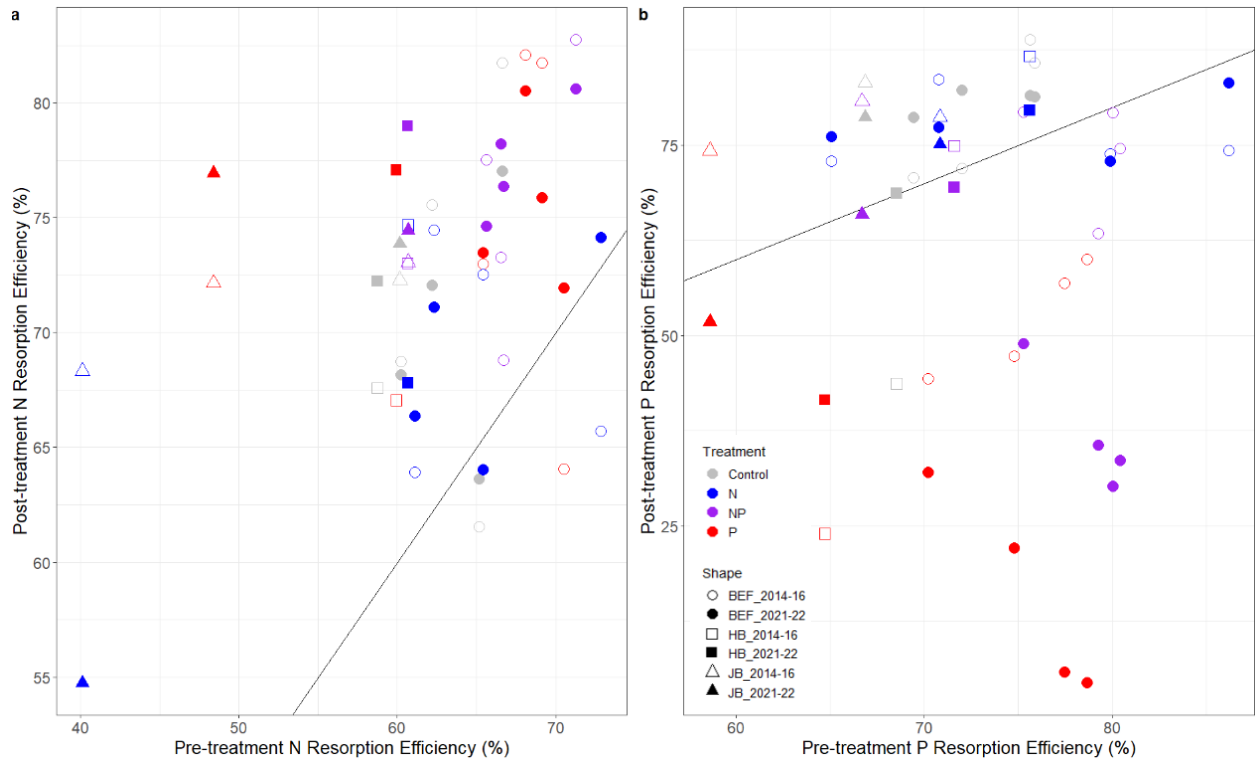 a
Post-treatment N Resorption Efficiency (%)
80
75
70
65
60
55
40
50
60
70
Pre-treatment N Resorption Efficiency (%)
b
Post-treatment P Resorption Efficiency (%)
75
50
25
Treatment
Control
N
NP
P
Shape
BEF_2014-16
BEF_2021-22
HB_2014-16
HB_2021-22
JB_2014-16
JB_2021-22
60
70
80
Pre-treatment P Resorption Efficiency (%)